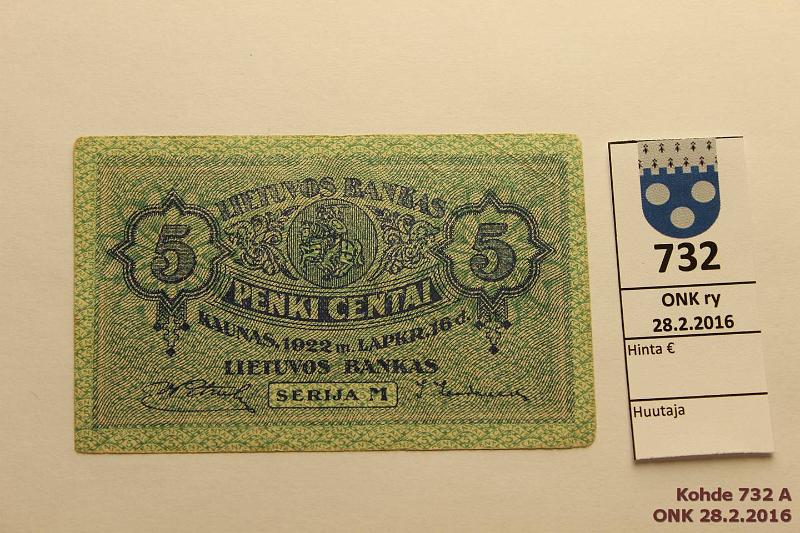 LIETUVOS BANKAS
5 5
PENKI CENTAI
KAUNAS, 1922 m. LAPKR. 16 d.
LIETUVOS BANKAS
SERIJA M
732
ONK ry
28.2.2016
Hinta €
Huutaja
Kohde 732 A
ONK 28.2.2016